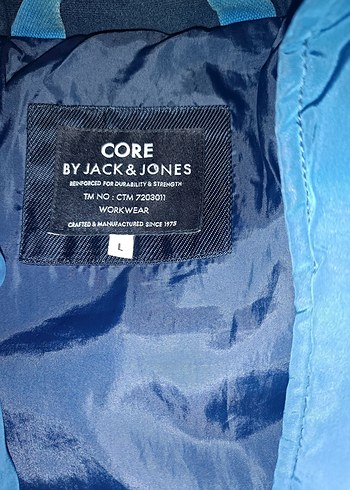 CORE
BY JACK & JONES
REINFORCED FOR DURABILITY & STRENGTH
TM NO : CTM 7203011
WORKWEAR
CRAFTED & MANUFACTURED SINCE 1975
L